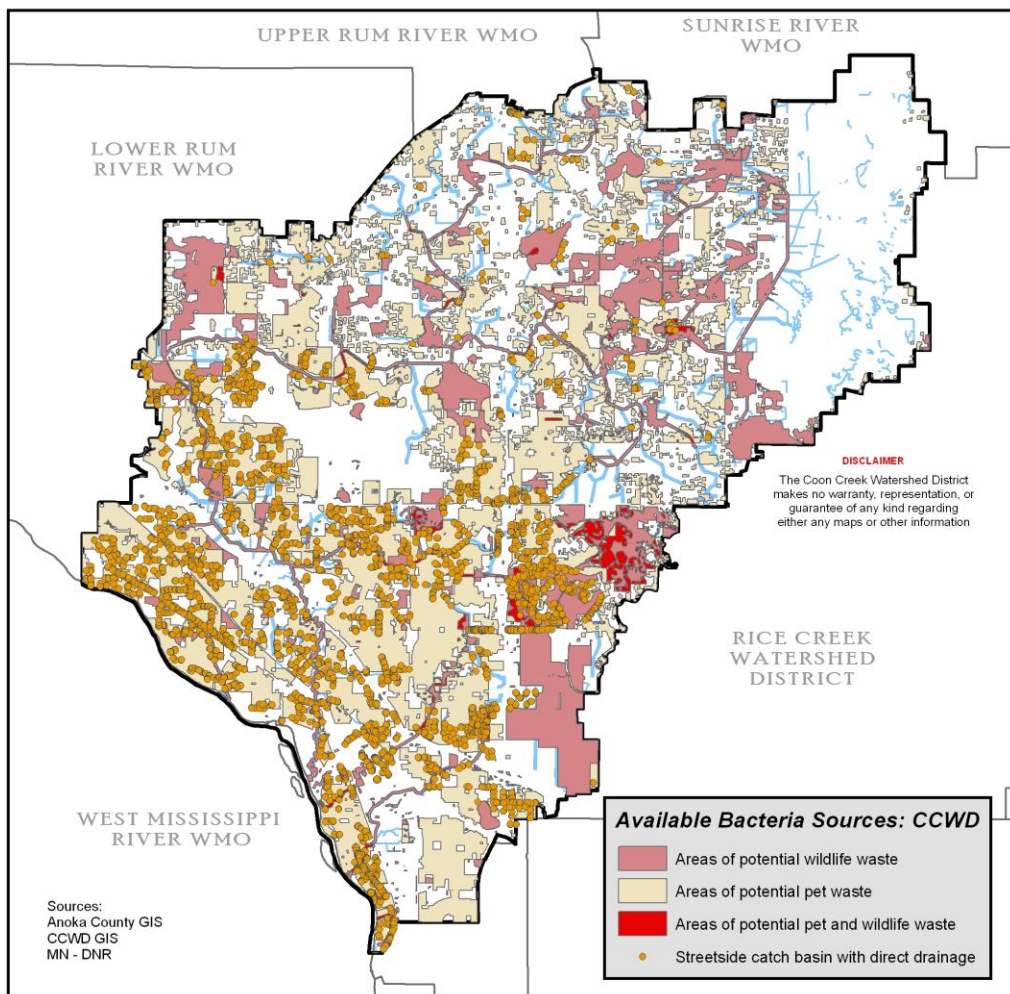 UPPER RUM RIVER WMO
SUNRISE RIVER
WMO
LOWER RUM
RIVER WMO
DISCLAIMER
The Coon Creek Watershed District
makes no warranty, representation, or
guarantee of any kind regarding
either any maps or other information
RICE CREEK
WATERSHED
DISTRICT
WEST MISSISSIPPI
RIVER WMO
Sources:
Anoka County GIS
CCWD GIS
MN - DNR
Available Bacteria Sources: CCWD
Areas of potential wildlife waste
Areas of potential pet waste
Areas of potential pet and wildlife waste
Streetside catch basin with direct drainage